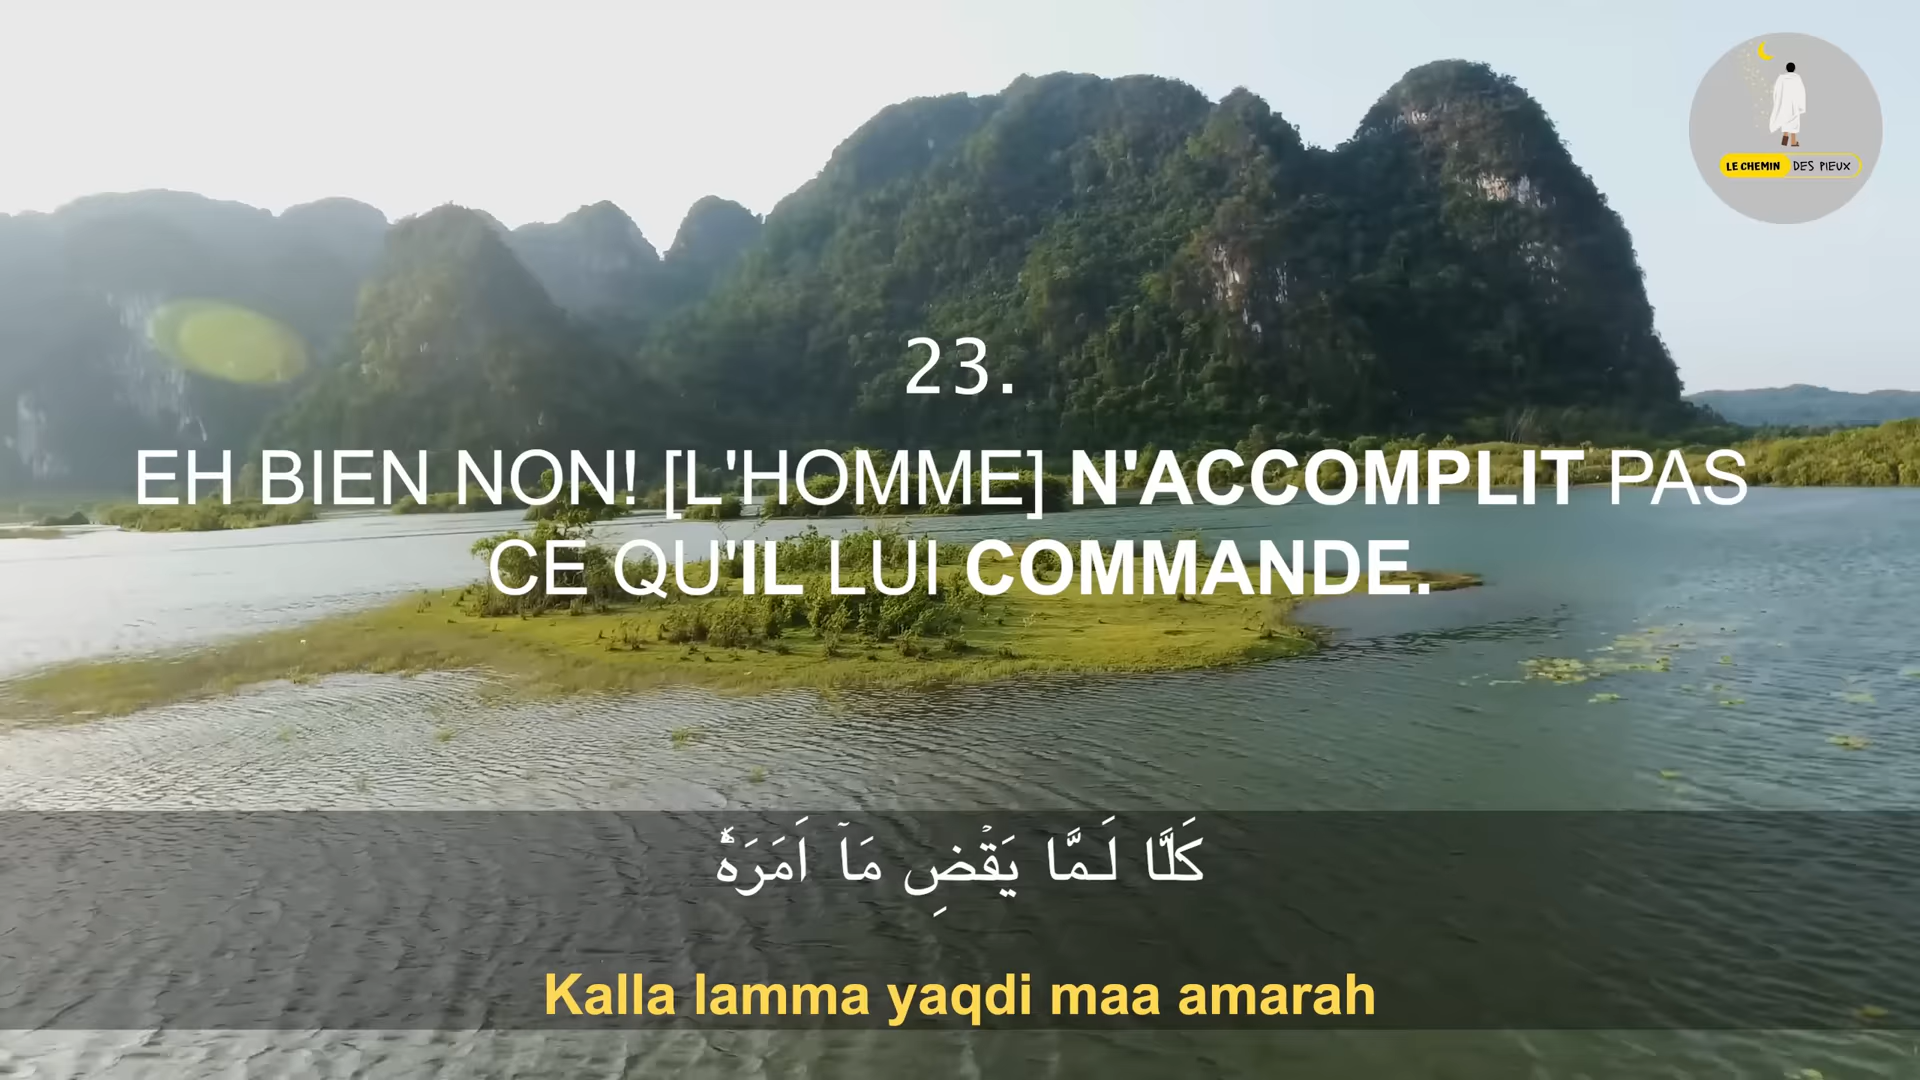 LE CHEMIN DES PIEUX
23.
EH BIEN NON! [L'HOMME] N'ACCOMPLIT PAS
CE QU'IL LUI COMMANDE.
كَلَّا لَمَّا يَقۡضِ مَاۤ اَمَرَهٗؕ
Kalla lamma yaqdi maa amarah